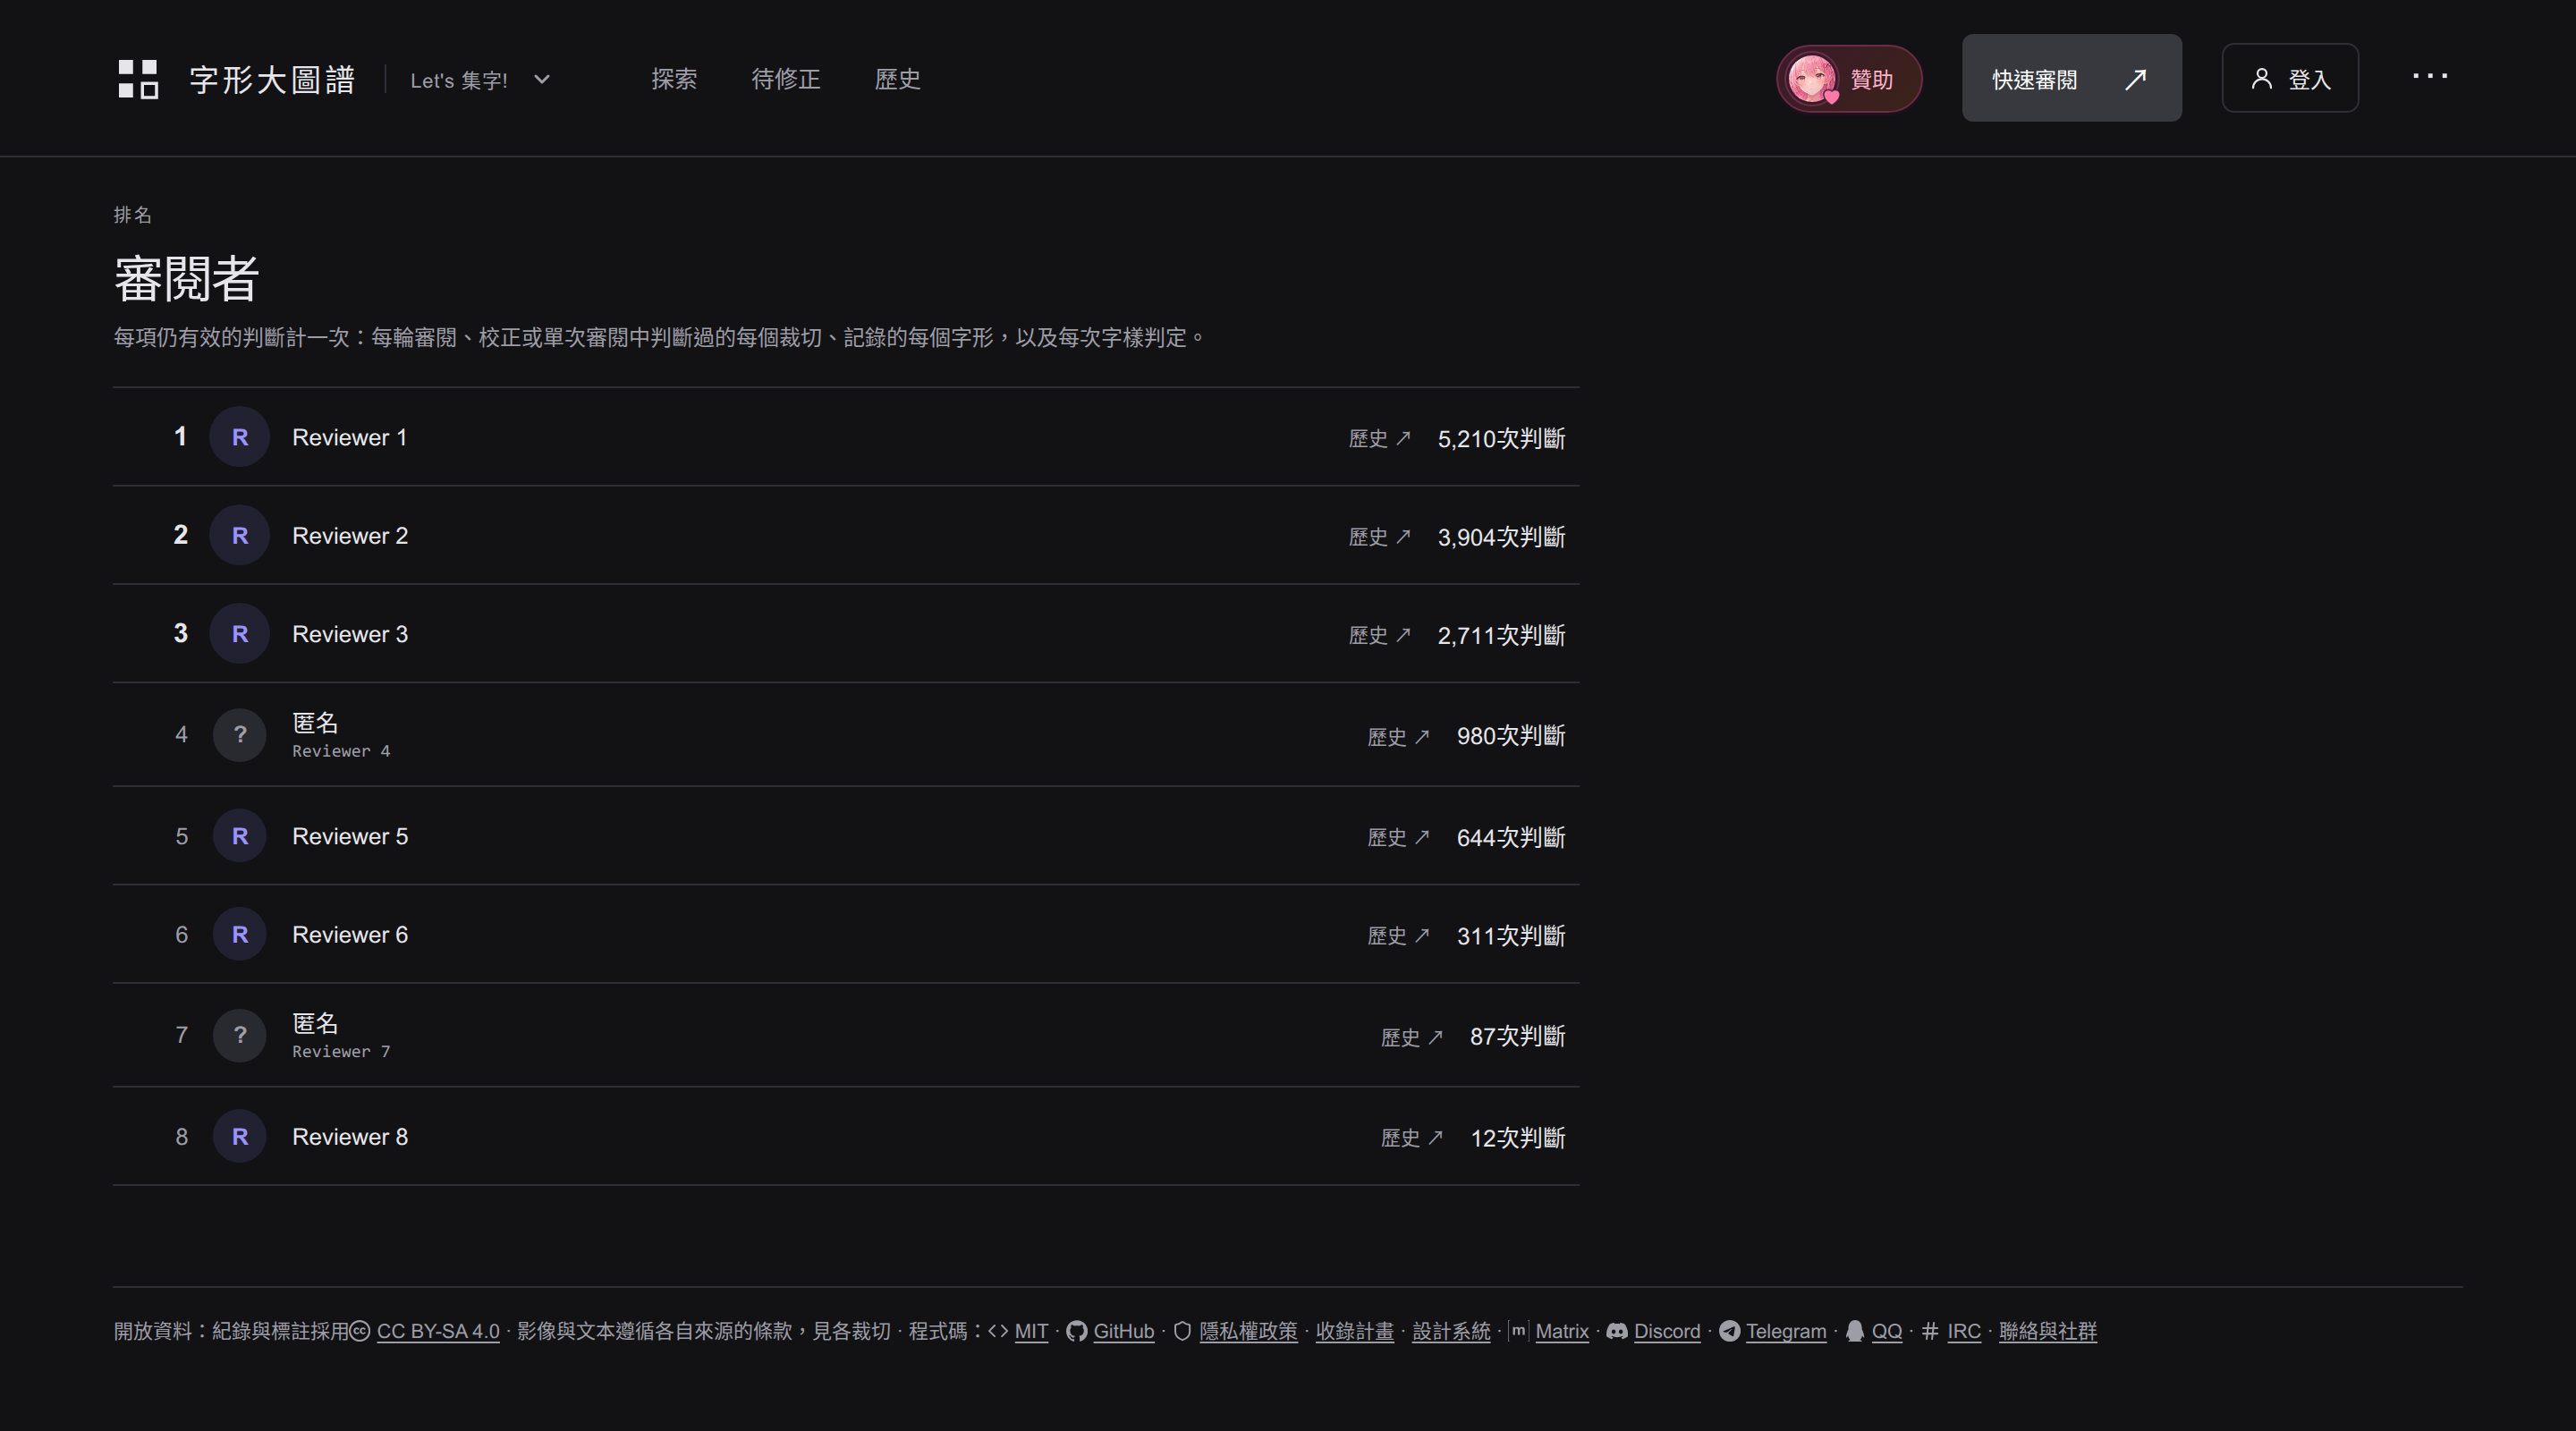 字形大圖譜 Let's 集字! 探索 待修正 歷史 贊助 快速審閱 ↗ 登入 ···
排名
審閱者
每項仍有效的判斷計一次：每輪審閱、校正或單次審閱中判斷過的每個裁切、記錄的每個字形，以及每次字樣判定。
1 R Reviewer 1 歷史 ↗ 5,210次判斷
2 R Reviewer 2 歷史 ↗ 3,904次判斷
3 R Reviewer 3 歷史 ↗ 2,711次判斷
4 ? 匿名 歷史 ↗ 980次判斷
Reviewer 4
5 R Reviewer 5 歷史 ↗ 644次判斷
6 R Reviewer 6 歷史 ↗ 311次判斷
7 ? 匿名 歷史 ↗ 87次判斷
Reviewer 7
8 R Reviewer 8 歷史 ↗ 12次判斷
開放資料：紀錄與標註採用 CC BY-SA 4.0 · 影像與文本遵循各自來源的條款，見各裁切 · 程式碼： MIT · GitHub · 隱私權政策 · 收錄計畫 · 設計系統 · [m] Matrix · Discord · Telegram · QQ · # IRC · 聯絡與社群